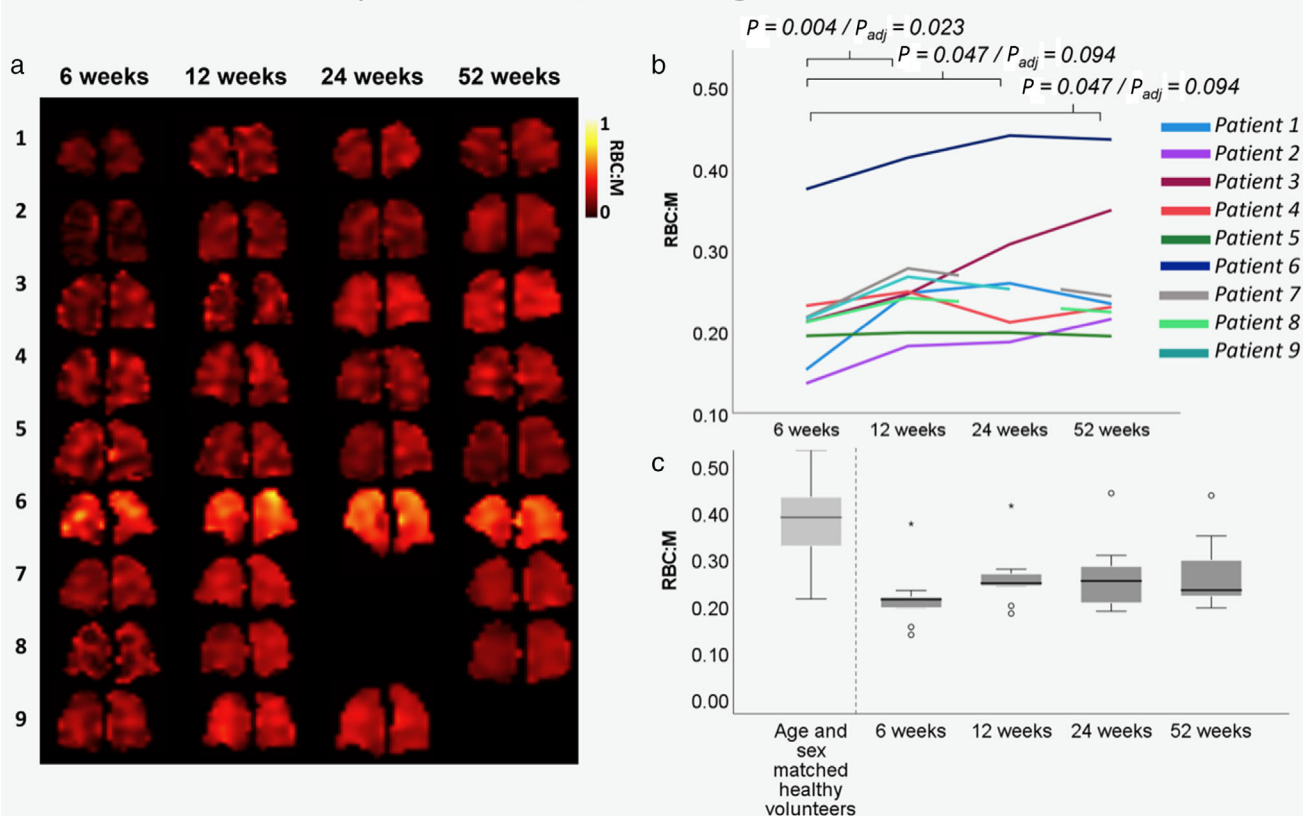 a
6 weeks 12 weeks 24 weeks 52 weeks
1
2
3
4
5
6
7
8
9
1
RBC:M
0
b
P = 0.004 / Padj = 0.023
P = 0.047 / Padj = 0.094
P = 0.047 / Padj = 0.094
RBC:M
0.50
0.40
0.30
0.20
0.10
6 weeks 12 weeks 24 weeks 52 weeks
Patient 1
Patient 2
Patient 3
Patient 4
Patient 5
Patient 6
Patient 7
Patient 8
Patient 9
c
RBC:M
0.50
0.40
0.30
0.20
0.10
0.00
Age and
sex
matched
healthy
volunteers
6 weeks 12 weeks 24 weeks 52 weeks